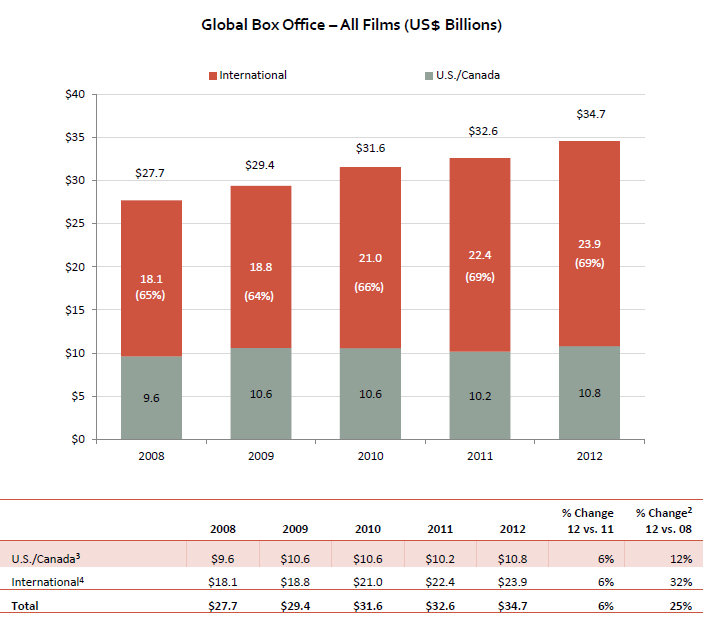 Global Box Office – All Films (US$ Billions)
International U.S./Canada
$40
$35
$30
$25
$20
$15
$10
$5
$0
$27.7 $29.4 $31.6 $32.6 $34.7
18.1 18.8 21.0 22.4 23.9
(65%) (64%) (66%) (69%) (69%)
9.6 10.6 10.6 10.2 10.8
2008 2009 2010 2011 2012
% Change % Change²
2008 2009 2010 2011 2012 12 vs. 11 12 vs. 08
U.S./Canada³ $9.6 $10.6 $10.6 $10.2 $10.8 6% 12%
International⁴ $18.1 $18.8 $21.0 $22.4 $23.9 6% 32%
Total $27.7 $29.4 $31.6 $32.6 $34.7 6% 25%